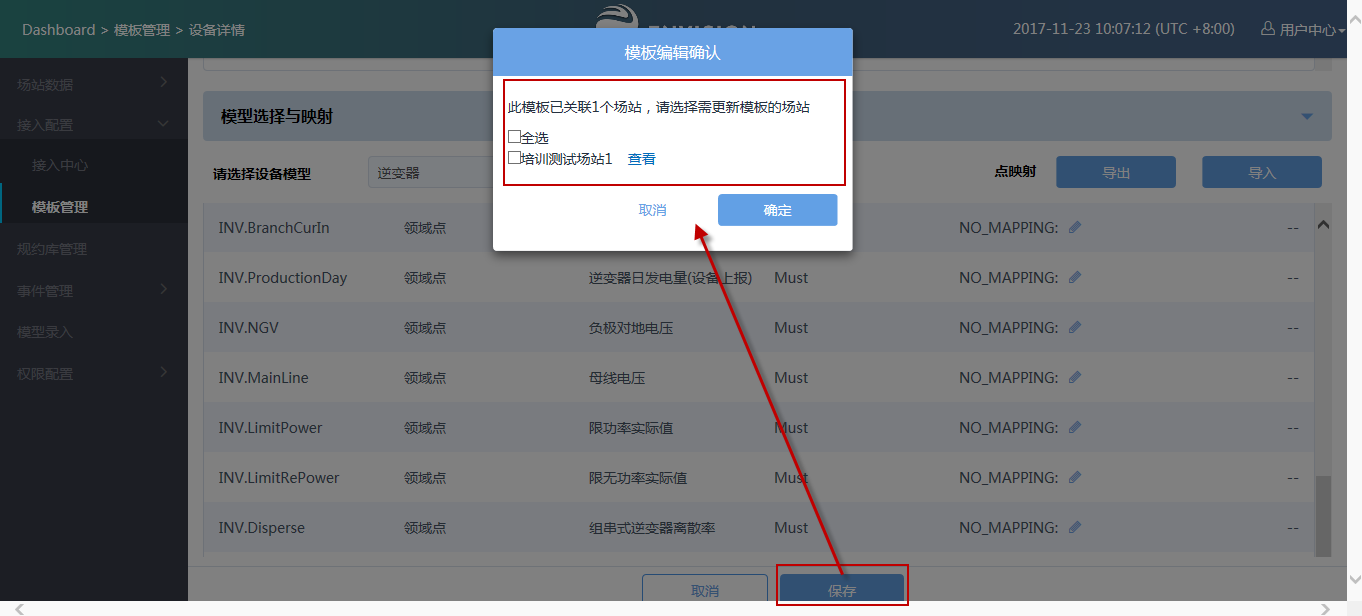 Dashboard > 模板管理 > 设备详情
ENVISION
2017-11-23 10:07:12 (UTC +8:00)
用户中心
场站数据
接入配置
接入中心
模板管理
规约库管理
事件管理
模型录入
权限配置
模型选择与映射
请选择设备模型
逆变器
点映射
导出
导入
模板编辑确认
此模板已关联1个场站，请选择需更新模板的场站
全选
培训测试场站1 查看
取消
确定
INV.BranchCurIn 领域点 NO_MAPPING: --
INV.ProductionDay 领域点 逆变器日发电量(设备上报) Must NO_MAPPING: --
INV.NGV 领域点 负极对地电压 Must NO_MAPPING: --
INV.MainLine 领域点 母线电压 Must NO_MAPPING: --
INV.LimitPower 领域点 限功率实际值 Must NO_MAPPING: --
INV.LimitRePower 领域点 限无功率实际值 Must NO_MAPPING: --
INV.Disperse 领域点 组串式逆变器离散率 Must NO_MAPPING: --
取消
保存